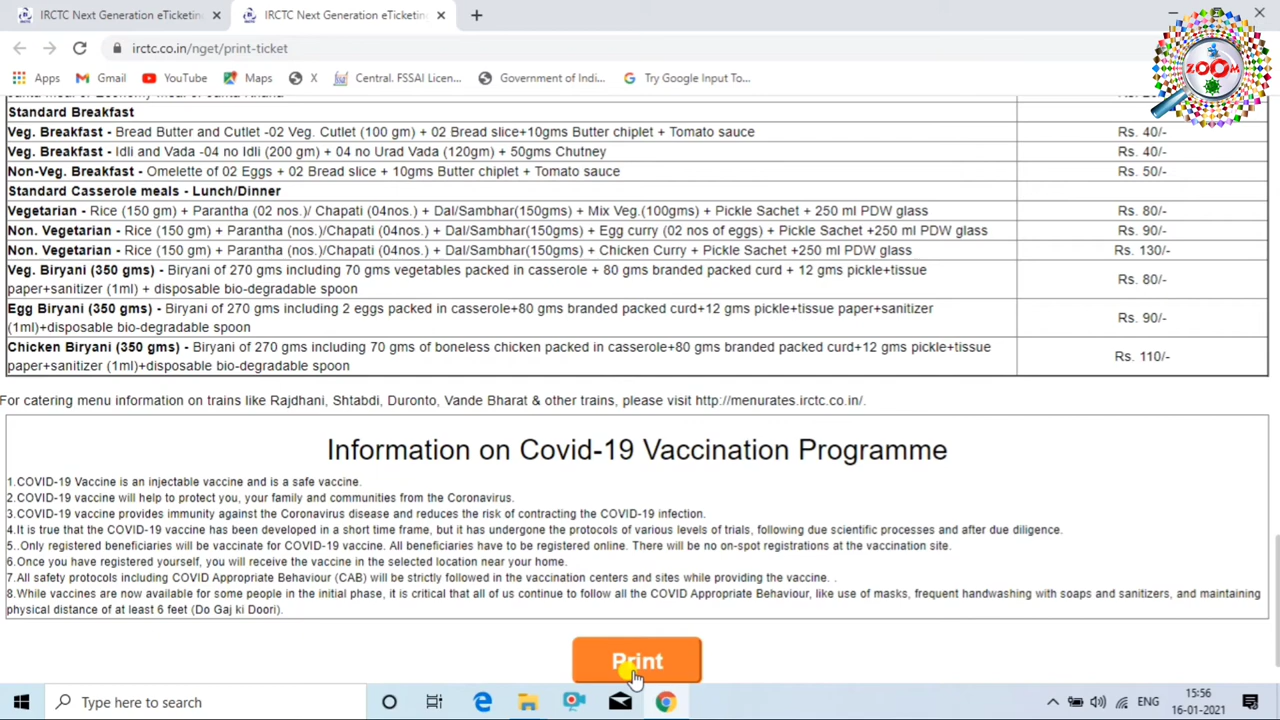 IRCTC Next Generation eTicketing
IRCTC Next Generation eTicketing
irctc.co.in/nget/print-ticket
Apps
Gmail
YouTube
Maps
X
Central. FSSAI Licen...
Government of Indi...
Try Google Input To...
ZOOM
Standard Breakfast
Veg. Breakfast - Bread Butter and Cutlet -02 Veg. Cutlet (100 gm) + 02 Bread slice+10gms Butter chiplet + Tomato sauce Rs. 40/-
Veg. Breakfast - Idli and Vada -04 no Idli (200 gm) + 04 no Urad Vada (120gm) + 50gms Chutney Rs. 40/-
Non-Veg. Breakfast - Omelette of 02 Eggs + 02 Bread slice + 10gms Butter chiplet + Tomato sauce Rs. 50/-
Standard Casserole meals - Lunch/Dinner
Vegetarian - Rice (150 gm) + Parantha (02 nos.)/ Chapati (04nos.) + Dal/Sambhar(150gms) + Mix Veg.(100gms) + Pickle Sachet + 250 ml PDW glass Rs. 80/-
Non. Vegetarian - Rice (150 gm) + Parantha (nos.)/Chapati (04nos.) + Dal/Sambhar(150gms) + Egg curry (02 nos of eggs) + Pickle Sachet +250 ml PDW glass Rs. 90/-
Non. Vegetarian - Rice (150 gm) + Parantha (nos.)/Chapati (04nos.) + Dal/Sambhar(150gms) + Chicken Curry + Pickle Sachet +250 ml PDW glass Rs. 130/-
Veg. Biryani (350 gms) - Biryani of 270 gms including 70 gms vegetables packed in casserole + 80 gms branded packed curd + 12 gms pickle+tissue
paper+sanitizer (1ml) + disposable bio-degradable spoon Rs. 80/-
Egg Biryani (350 gms) - Biryani of 270 gms including 2 eggs packed in casserole+80 gms branded packed curd+12 gms pickle+tissue paper+sanitizer
(1ml)+disposable bio-degradable spoon Rs. 90/-
Chicken Biryani (350 gms) - Biryani of 270 gms including 70 gms of boneless chicken packed in casserole+80 gms branded packed curd+12 gms pickle+tissue
paper+sanitizer (1ml)+disposable bio-degradable spoon Rs. 110/-
For catering menu information on trains like Rajdhani, Shtabdi, Duronto, Vande Bharat & other trains, please visit http://menurates.irctc.co.in/.
Information on Covid-19 Vaccination Programme
1.COVID-19 Vaccine is an injectable vaccine and is a safe vaccine.
2.COVID-19 vaccine will help to protect you, your family and communities from the Coronavirus.
3.COVID-19 vaccine provides immunity against the Coronavirus disease and reduces the risk of contracting the COVID-19 infection.
4.It is true that the COVID-19 vaccine has been developed in a short time frame, but it has undergone the protocols of various levels of trials, following due scientific processes and after due diligence.
5..Only registered beneficiaries will be vaccinate for COVID-19 vaccine. All beneficiaries have to be registered online. There will be no on-spot registrations at the vaccination site.
6.Once you have registered yourself, you will receive the vaccine in the selected location near your home.
7.All safety protocols including COVID Appropriate Behaviour (CAB) will be strictly followed in the vaccination centers and sites while providing the vaccine. .
8.While vaccines are now available for some people in the initial phase, it is critical that all of us continue to follow all the COVID Appropriate Behaviour, like use of masks, frequent handwashing with soaps and sanitizers, and maintaining
physical distance of at least 6 feet (Do Gaj ki Doori).
Print
Type here to search
ENG
15:56
16-01-2021